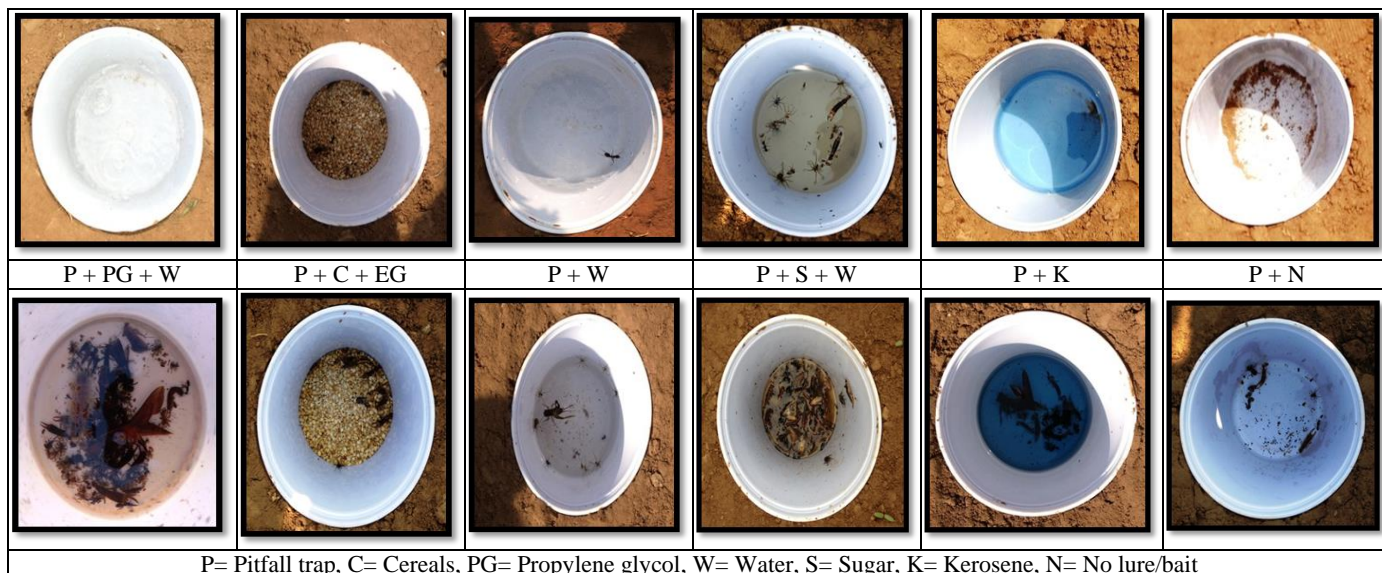 P + PG + W P + C + EG P + W P + S + W P + K P + N
P= Pitfall trap, C= Cereals, PG= Propylene glycol, W= Water, S= Sugar, K= Kerosene, N= No lure/bait